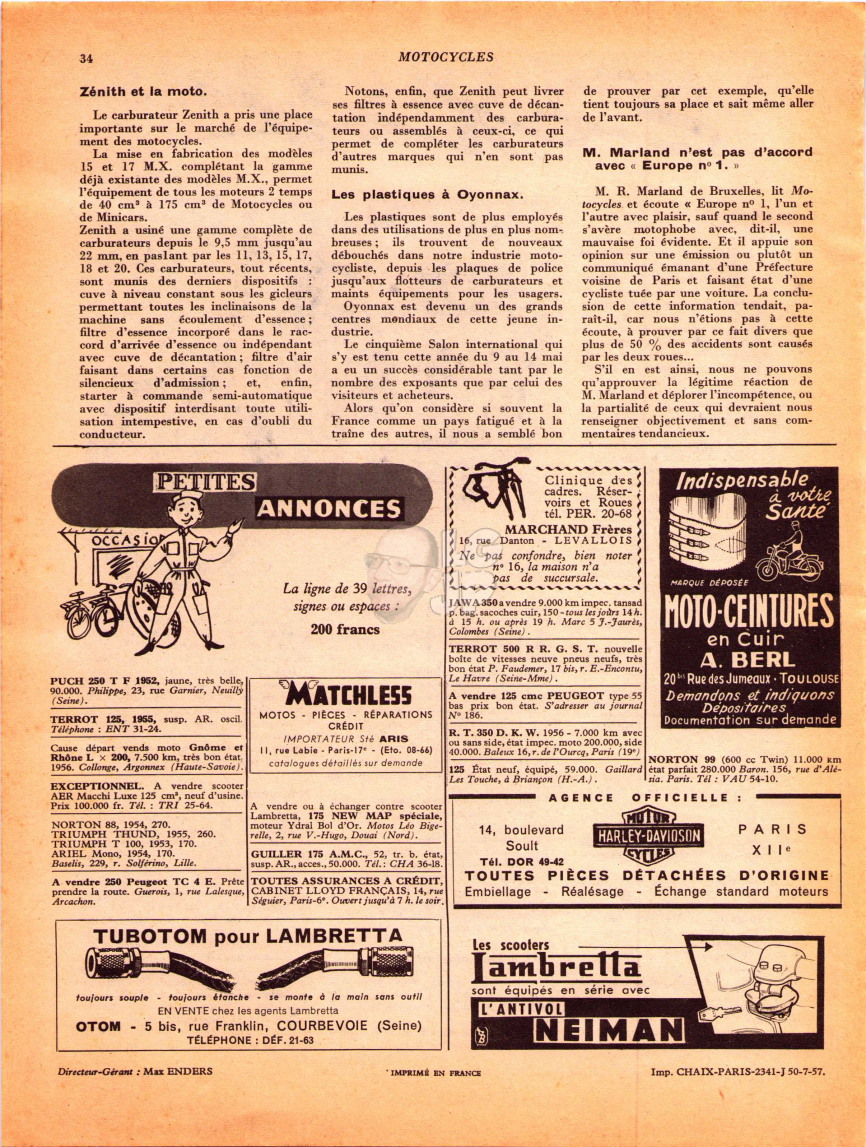 34
MOTOCYCLES
Zénith et la moto.
Le carburateur Zenith a pris une place
importante sur le marché de l'équipe-
ment des motocycles.
La mise en fabrication des modèles
15 et 17 M.X. complétant la gamme
déjà existante des modèles M.X., permet
l'équipement de tous les moteurs 2 temps
de 40 cm³ à 175 cm³ de Motocycles ou
de Minicars.
Zenith a usiné une gamme complète de
carburateurs depuis le 9,5 mm jusqu'au
22 mm, en paslant par les 11, 13, 15, 17,
18 et 20. Ces carburateurs, tout récents,
sont munis des derniers dispositifs :
cuve à niveau constant sous les gicleurs
permettant toutes les inclinaisons de la
machine sans écoulement d'essence ;
filtre d'essence incorporé dans le rac-
cord d'arrivée d'essence ou indépendant
avec cuve de décantation ; filtre d'air
faisant dans certains cas fonction de
silencieux d'admission ; et, enfin,
starter à commande semi-automatique
avec dispositif interdisant toute utili-
sation intempestive, en cas d'oubli du
conducteur.
Notons, enfin, que Zenith peut livrer
ses filtres à essence avec cuve de décan-
tation indépendamment des carbura-
teurs ou assemblés à ceux-ci, ce qui
permet de compléter les carburateurs
d'autres marques qui n'en sont pas
munis.
Les plastiques à Oyonnax.
Les plastiques sont de plus employés
dans des utilisations de plus en plus nom-
breuses ; ils trouvent de nouveaux
débouchés dans notre industrie moto-
cycliste, depuis les plaques de police
jusqu'aux flotteurs de carburateurs et
maints équipements pour les usagers.
Oyonnax est devenu un des grands
centres mondiaux de cette jeune in-
dustrie.
Le cinquième Salon international qui
s'y est tenu cette année du 9 au 14 mai
a eu un succès considérable tant par le
nombre des exposants que par celui des
visiteurs et acheteurs.
Alors qu'on considère si souvent la
France comme un pays fatigué et à la
traîne des autres, il nous a semblé bon
de prouver par cet exemple, qu'elle
tient toujours sa place et sait même aller
de l'avant.
M. Marland n'est pas d'accord
avec « Europe nº 1. »
M. R. Marland de Bruxelles, lit Mo-
tocycles et écoute « Europe nº 1, l'un et
l'autre avec plaisir, sauf quand le second
s'avère motophobe avec, dit-il, une
mauvaise foi évidente. Et il appuie son
opinion sur une émission ou plutôt un
communiqué émanant d'une Préfecture
voisine de Paris et faisant état d'une
cycliste tuée par une voiture. La conclu-
sion de cette information tendait, pa-
raît-il, car nous n'étions pas à cette
écoute, à prouver par ce fait divers que
plus de 50 % des accidents sont causés
par les deux roues...
S'il en est ainsi, nous ne pouvons
qu'approuver la légitime réaction de
M. Marland et déplorer l'incompétence, ou
la partialité de ceux qui devraient nous
renseigner objectivement et sans com-
mentaires tendancieux.
PETITES
ANNONCES
OCCASION
La ligne de 39 lettres,
signes ou espaces :
200 francs
PUCH 250 T F 1952, jaune, très belle,
90.000. Philippe, 23, rue Garnier, Neuilly
(Seine).
TERROT 125, 1955, susp. AR. oscil.
Téléphone : ENT 31-24.
Cause départ vends moto Gnôme et
Rhône L × 200, 7.500 km, très bon état,
1956. Collonge, Argonnex (Haute-Savoie).
EXCEPTIONNEL. A vendre scooter
AER Macchi Luxe 125 cm³, neuf d'usine.
Prix 100.000 fr. Tél. : TRI 25-64.
NORTON 88, 1954, 270.
TRIUMPH THUND, 1955, 260.
TRIUMPH T 100, 1953, 170.
ARIEL Mono, 1954, 170.
Baselis, 229, r. Solférino, Lille.
A vendre 250 Peugeot TC 4 E. Prête
prendre la route. Guerois, 1, rue Lalesque,
Arcachon.
MATCHLESS
MOTOS - PIÈCES - RÉPARATIONS
CRÉDIT
IMPORTATEUR Sté ARIS
11, rue Labie - Paris-17e - (Eto. 08-66)
catalogues détaillés sur demande
A vendre ou à échanger contre scooter
Lambretta, 175 NEW MAP spéciale,
moteur Ydral Bol d'Or. Motos Léo Bige-
relle, 2, rue V.-Hugo, Douai (Nord).
GUILLER 175 A.M.C., 52, tr. b. état,
susp. AR., acces., 50.000. Tél. : CHA 36-18.
TOUTES ASSURANCES A CRÉDIT,
CABINET LLOYD FRANÇAIS, 14, rue
Séguier, Paris-6e. Ouvert jusqu'à 7 h. le soir.
Clinique des
cadres. Réser-
voirs et Roues
tél. PER. 20-68
MARCHAND Frères
16, rue Danton - LEVALLOIS
Ne pas confondre, bien noter
nº 16, la maison n'a
pas de succursale.
JAWA 350 a vendre 9.000 km impec. tansad
p. bag. sacoches cuir, 150 - tous les jours 14 h.
à 15 h. ou après 19 h. Marc 5 J.-Jaurès,
Colombes (Seine).
TERROT 500 R R. G. S. T. nouvelle
boîte de vitesses neuve pneus neufs, très
bon état P. Faudemer, 17 bis, r. E.-Encontu,
Le Havre (Seine-Mme).
A vendre 125 cmc PEUGEOT type 55
bas prix bon état. S'adresser au journal
Nº 186.
R. T. 350 D. K. W. 1956 - 7.000 km avec
ou sans side, état impec. moto 200.000, side
40.000. Baleux 16, r. de l'Ourcq, Paris (19e)
125 État neuf, équipé, 59.000. Gaillard
Les Touche, à Briançon (H.-A.).
Indispensable
à votre
Santé
MARQUE DÉPOSÉE
MOTO-CEINTURES
en Cuir
A. BERL
20 bis Rue des Jumeaux · TOULOUSE
Demandons et indiquons
Dépositaires
Documentation sur demande
NORTON 99 (600 cc Twin) 11.000 km
état parfait 280.000 Baron. 156, rue d'Alé-
sia. Paris. Tél : VAU 54-10.
AGENCE OFFICIELLE :
14, boulevard
Soult
Tél. DOR 49-42
MOTOR
HARLEY-DAVIDSON
CYCLES
PARIS
XIIe
TOUTES PIÈCES DÉTACHÉES D'ORIGINE
Embiellage - Réalésage - Échange standard moteurs
TUBOTOM pour LAMBRETTA
toujours souple - toujours étanche - se monte à la main sans outil
EN VENTE chez les agents Lambretta
OTOM - 5 bis, rue Franklin, COURBEVOIE (Seine)
TÉLÉPHONE : DÉF. 21-63
Les scooters
Lambretta
sont équipés en série avec
L'ANTIVOL
NEIMAN
Directeur-Gérant : Max ENDERS
IMPRIMÉ EN FRANCE
Imp. CHAIX-PARIS-2341-J 50-7-57.